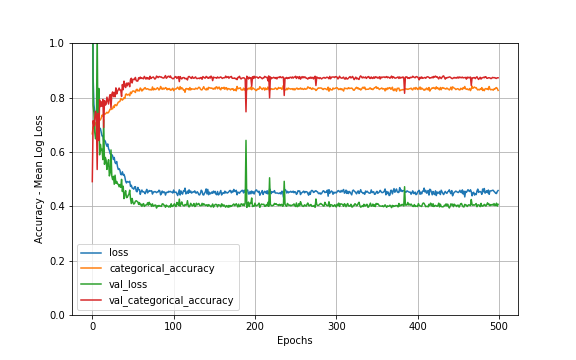 1.0
0.8
0.6
0.4
0.2
0.0
Accuracy - Mean Log Loss
loss
categorical_accuracy
val_loss
val_categorical_accuracy
0 100 200 300 400 500
Epochs